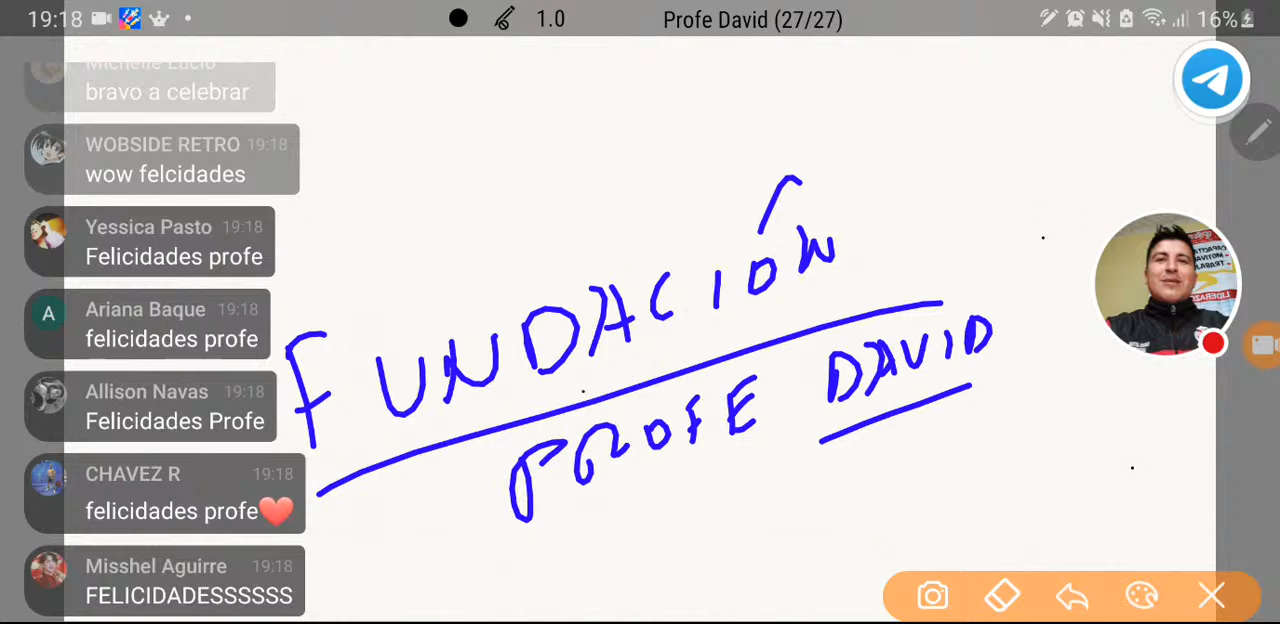 19:18
1.0
Profe David (27/27)
16%
Michelle Lucio
bravo a celebrar
WOBSIDE RETRO 19:18
wow felcidades
Yessica Pasto 19:18
Felicidades profe
A
Ariana Baque 19:18
felicidades profe
Allison Navas 19:18
Felicidades Profe
CHAVEZ R 19:18
felicidades profe❤️
Misshel Aguirre 19:18
FELICIDADESSSSSS
FUNDACIÓN
PROFE DAVID